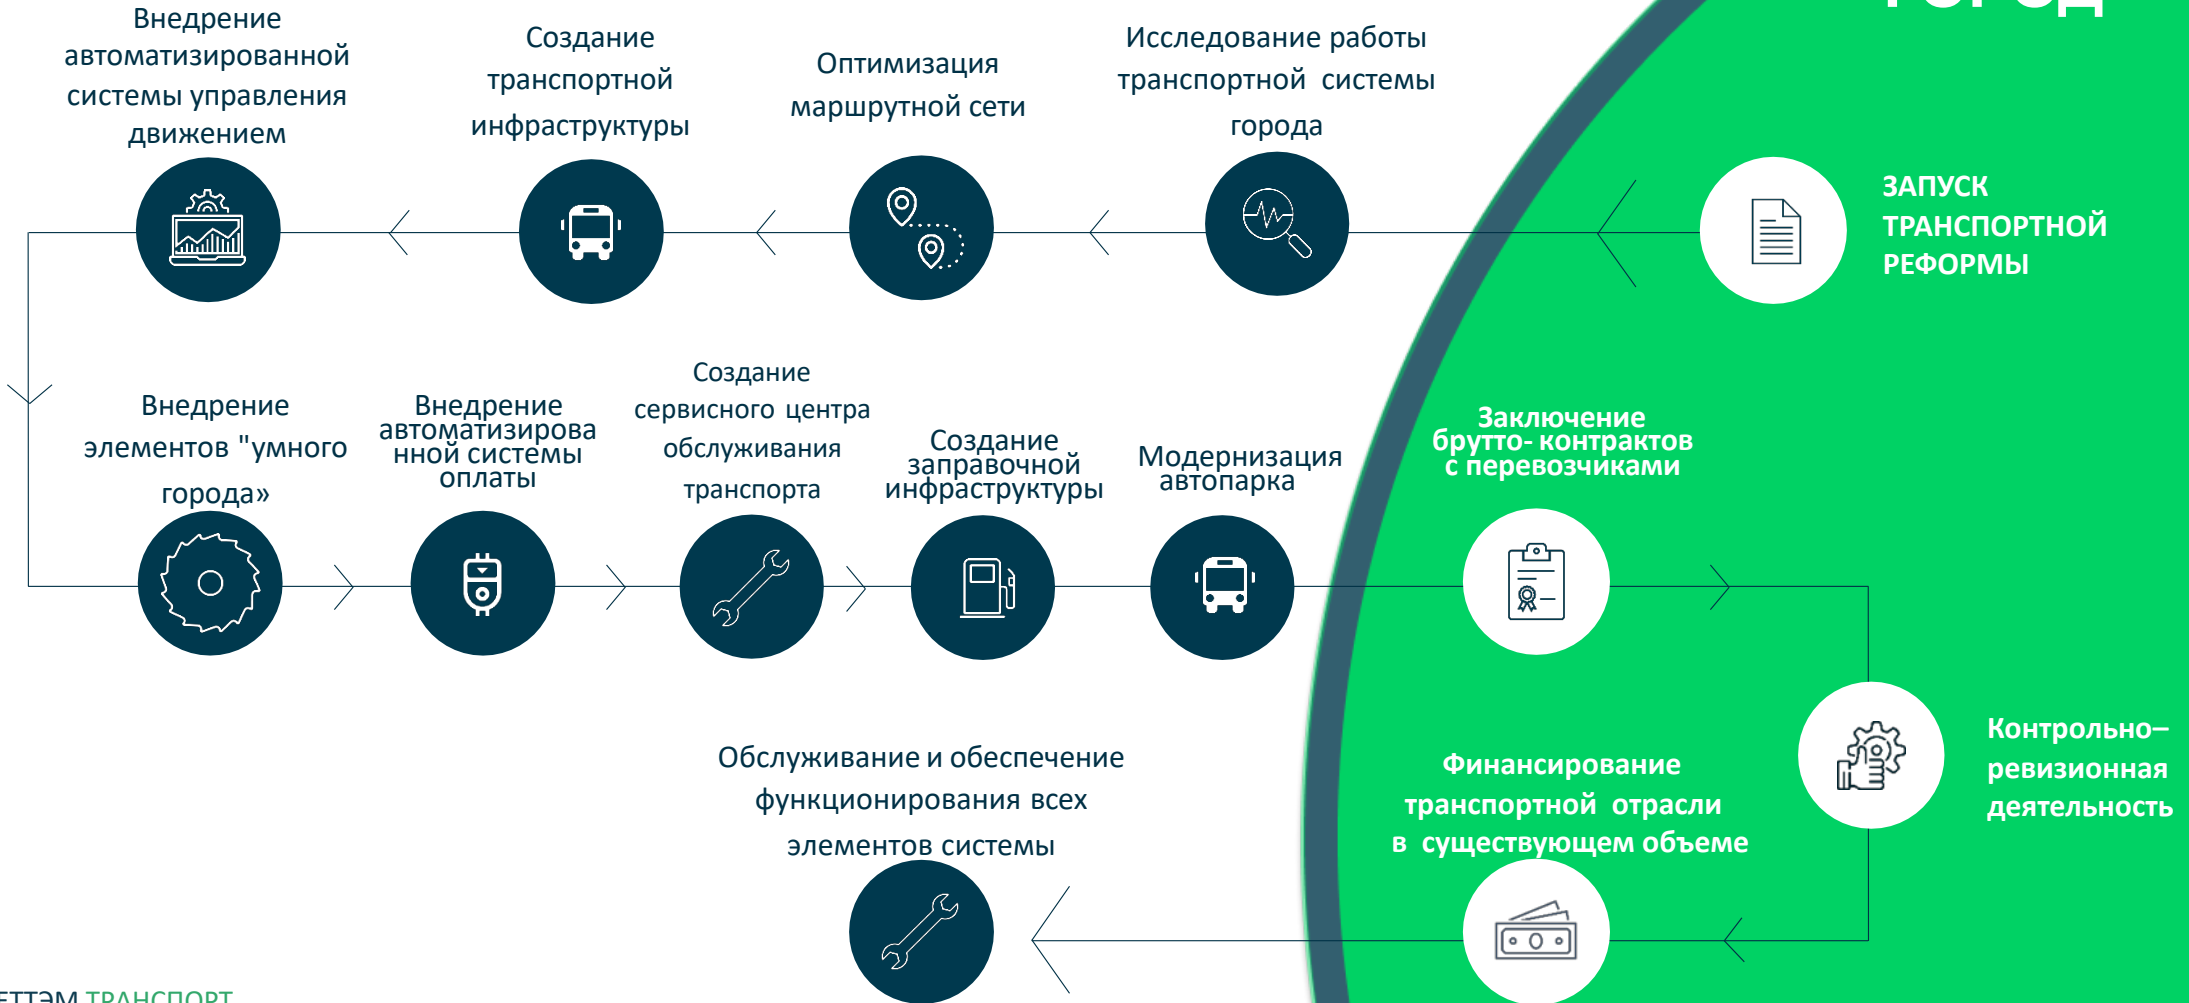 ГОРОД
Внедрение
автоматизированной
системы управления
движением
Создание
транспортной
инфраструктуры
Оптимизация
маршрутной сети
Исследование работы
транспортной системы
города
ЗАПУСК
ТРАНСПОРТНОЙ
РЕФОРМЫ
Внедрение
элементов "умного
города»
Внедрение
автоматизирова
нной системы
оплаты
Создание
сервисного центра
обслуживания
транспорта
Создание
заправочной
инфраструктуры
Модернизация
автопарка
Заключение
брутто- контрактов
с перевозчиками
Контрольно–
ревизионная
деятельность
Обслуживание и обеспечение
функционирования всех
элементов системы
Финансирование
транспортной отрасли
в существующем объеме
ТРАНСПОРТ